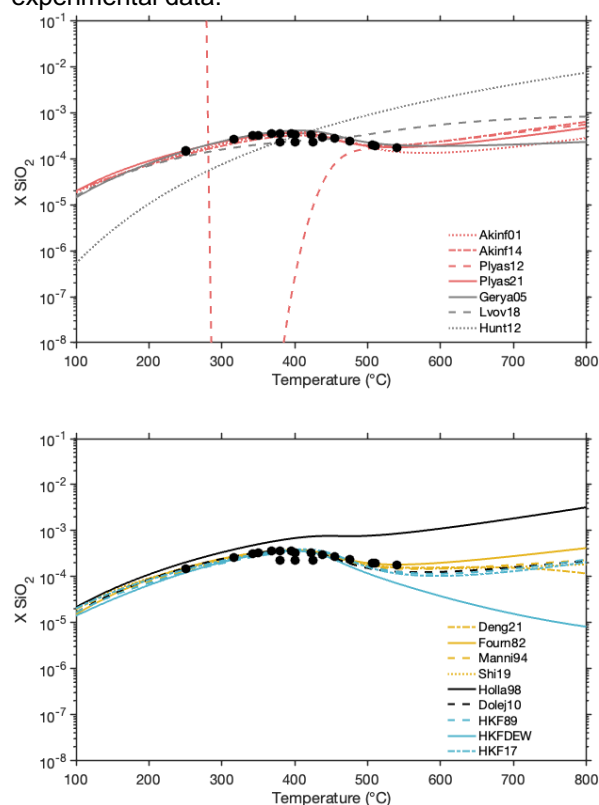 experimental data.
10-1
10-2
10-3
10-4
10-5
10-6
10-7
10-8
X SiO2
Akinf01
Akinf14
Plyas12
Plyas21
Gerya05
Lvov18
Hunt12
100 200 300 400 500 600 700 800
Temperature (°C)
10-1
10-2
10-3
10-4
10-5
10-6
10-7
10-8
X SiO2
Deng21
Fourn82
Manni94
Shi19
Holla98
Dolej10
HKF89
HKFDEW
HKF17
100 200 300 400 500 600 700 800
Temperature (°C)